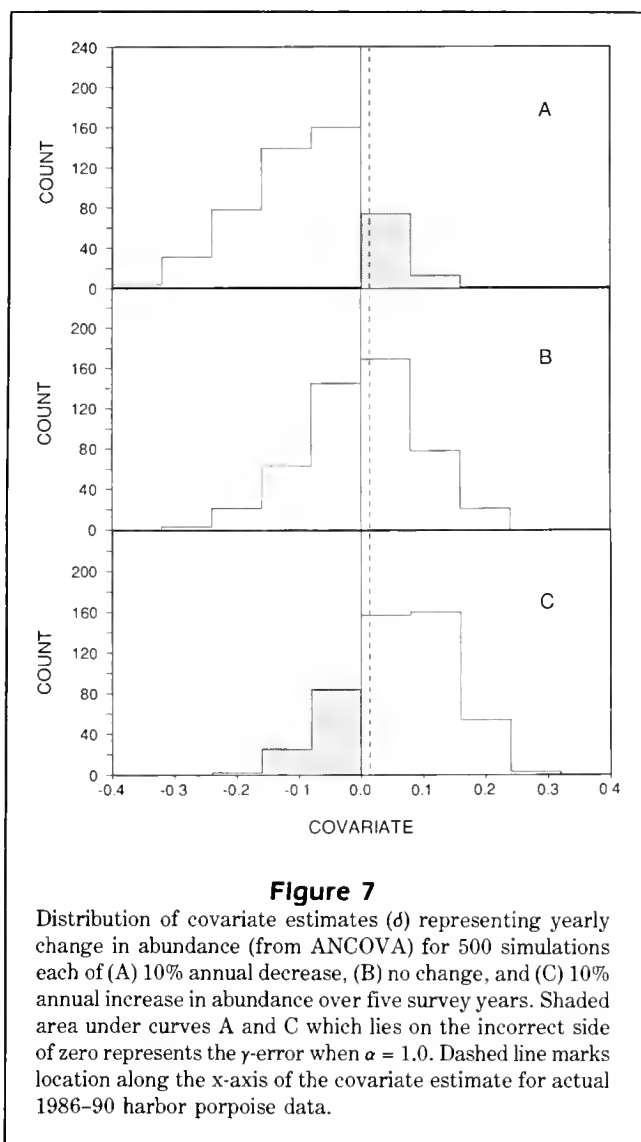 240
200
160
120
80
40
0
COUNT
A
200
160
120
80
40
0
COUNT
B
200
160
120
80
40
0
COUNT
C
-0.4 -0.3 -0.2 -0.1 0.0 0.1 0.2 0.3 0.4
COVARIATE
Figure 7
Distribution of covariate estimates (δ) representing yearly
change in abundance (from ANCOVA) for 500 simulations
each of (A) 10% annual decrease, (B) no change, and (C) 10%
annual increase in abundance over five survey years. Shaded
area under curves A and C which lies on the incorrect side
of zero represents the γ-error when α = 1.0. Dashed line marks
location along the x-axis of the covariate estimate for actual
1986–90 harbor porpoise data.